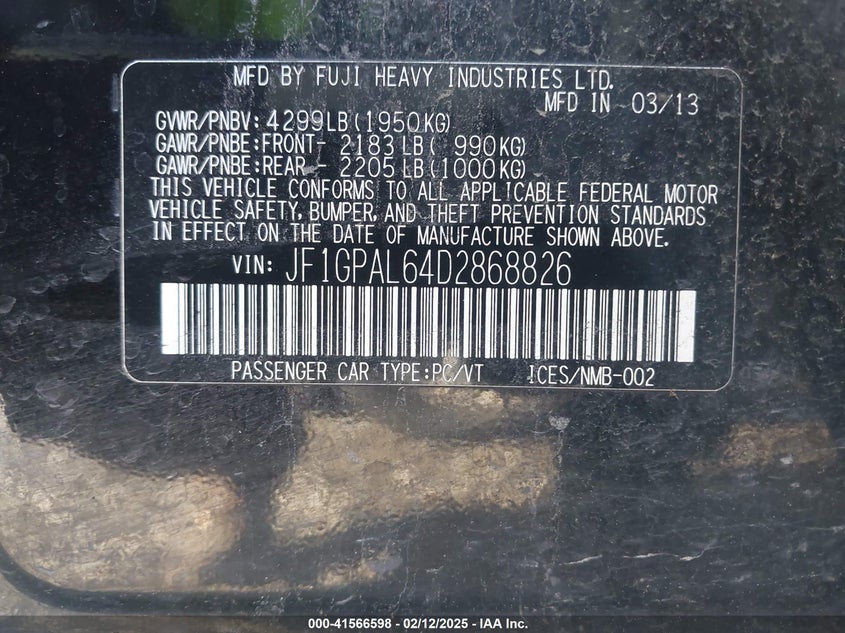 MFD BY FUJI HEAVY INDUSTRIES LTD.
MFD IN 03/13
GVWR/PNBV: 4299LB(1950KG)
GAWR/PNBE:FRONT- 2183LB( 990KG)
GAWR/PNBE:REAR - 2205LB(1000KG)
THIS VEHICLE CONFORMS TO ALL APPLICABLE FEDERAL MOTOR
VEHICLE SAFETY, BUMPER, AND THEFT PREVENTION STANDARDS
IN EFFECT ON THE DATE OF MANUFACTURE SHOWN ABOVE.
VIN: JF1GPAL64D2868826
PASSENGER CAR TYPE:PC/VT ICES/NMB-002
000-41566598 - 02/12/2025 - IAA Inc.